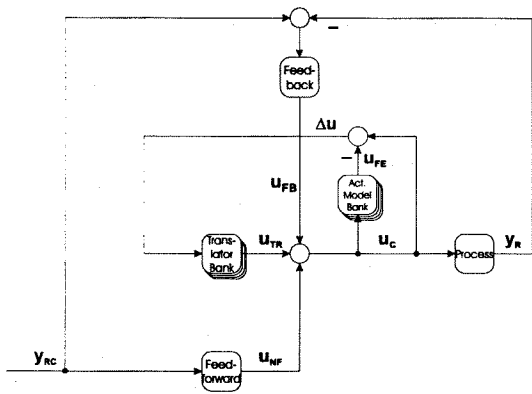 −
Feed-
back
Δu
−
u_FE
u_FB
Act.
Model
Bank
Trans-
lator
Bank
u_TR
u_C
Process
y_R
y_RC
Feed-
forward
u_NF